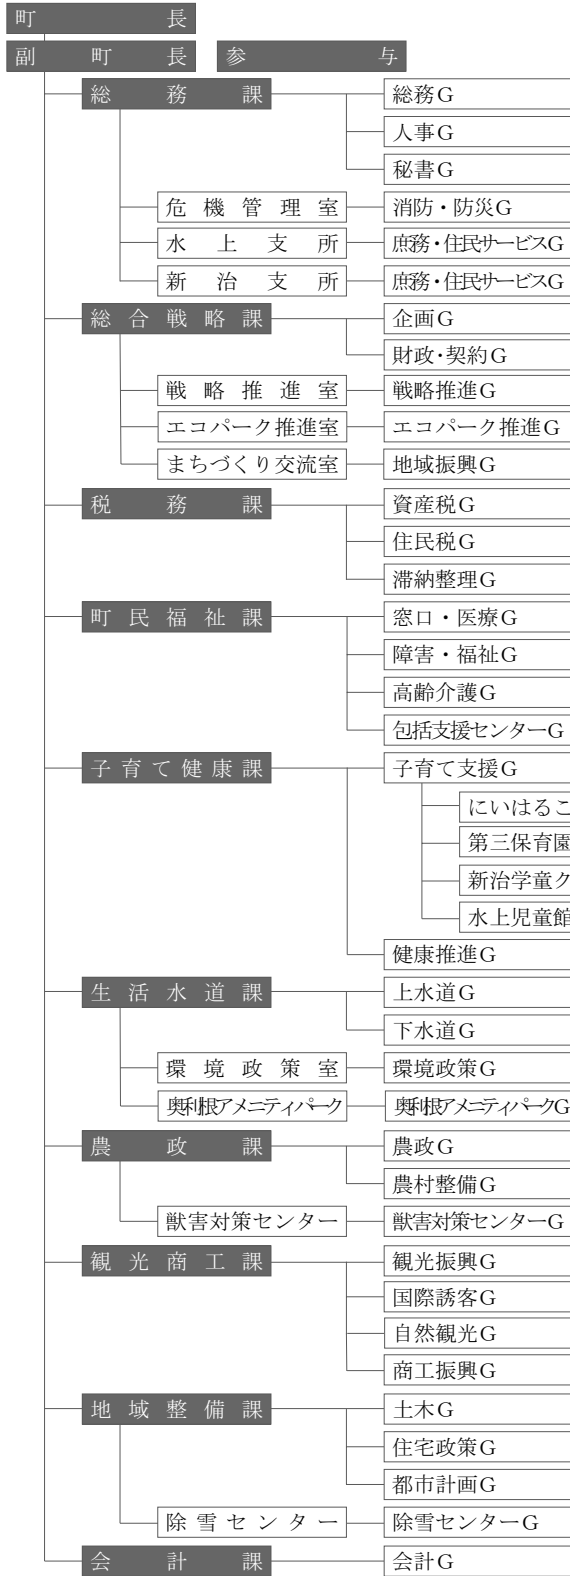 町長
副町長 参与
総務課 総務G
人事G
秘書G
危機管理室 消防・防災G
水上支所 庶務・住民サービスG
新治支所 庶務・住民サービスG
総合戦略課 企画G
財政・契約G
戦略推進室 戦略推進G
エコパーク推進室 エコパーク推進G
まちづくり交流室 地域振興G
税務課 資産税G
住民税G
滞納整理G
町民福祉課 窓口・医療G
障害・福祉G
高齢介護G
包括支援センターG
子育て健康課 子育て支援G
にいはるこ
第三保育園
新治学童ク
水上児童館
健康推進G
生活水道課 上水道G
下水道G
環境政策室 環境政策G
奥利根アメニティパーク 奥利根アメニティパークG
農政課 農政G
農村整備G
獣害対策センター 獣害対策センターG
観光商工課 観光振興G
国際誘客G
自然観光G
商工振興G
地域整備課 土木G
住宅政策G
都市計画G
除雪センター 除雪センターG
会計課 会計G